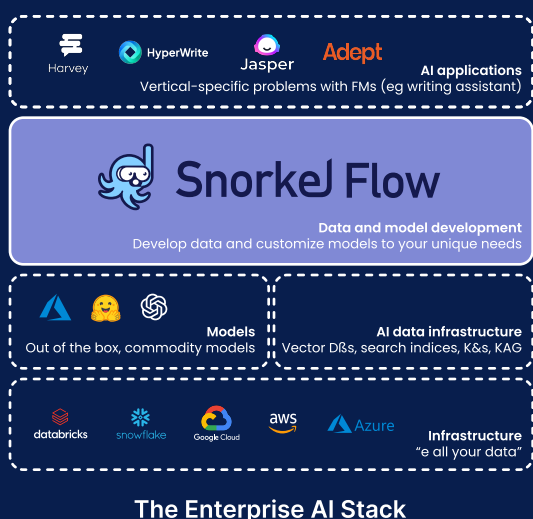 Harvey
HyperWrite
Jasper
Adept
AI applications
Vertical-specific problems with FMs (eg writing assistant)
Snorkel Flow
Data and model development
Develop data and customize models to your unique needs
Models
Out of the box, commodity models
AI data infrastructure
Vector Dßs, search indices, K&s, KAG
databricks
snowflake
Google Cloud
aws
Azure
Infrastructure
“e all your data”
The Enterprise AI Stack